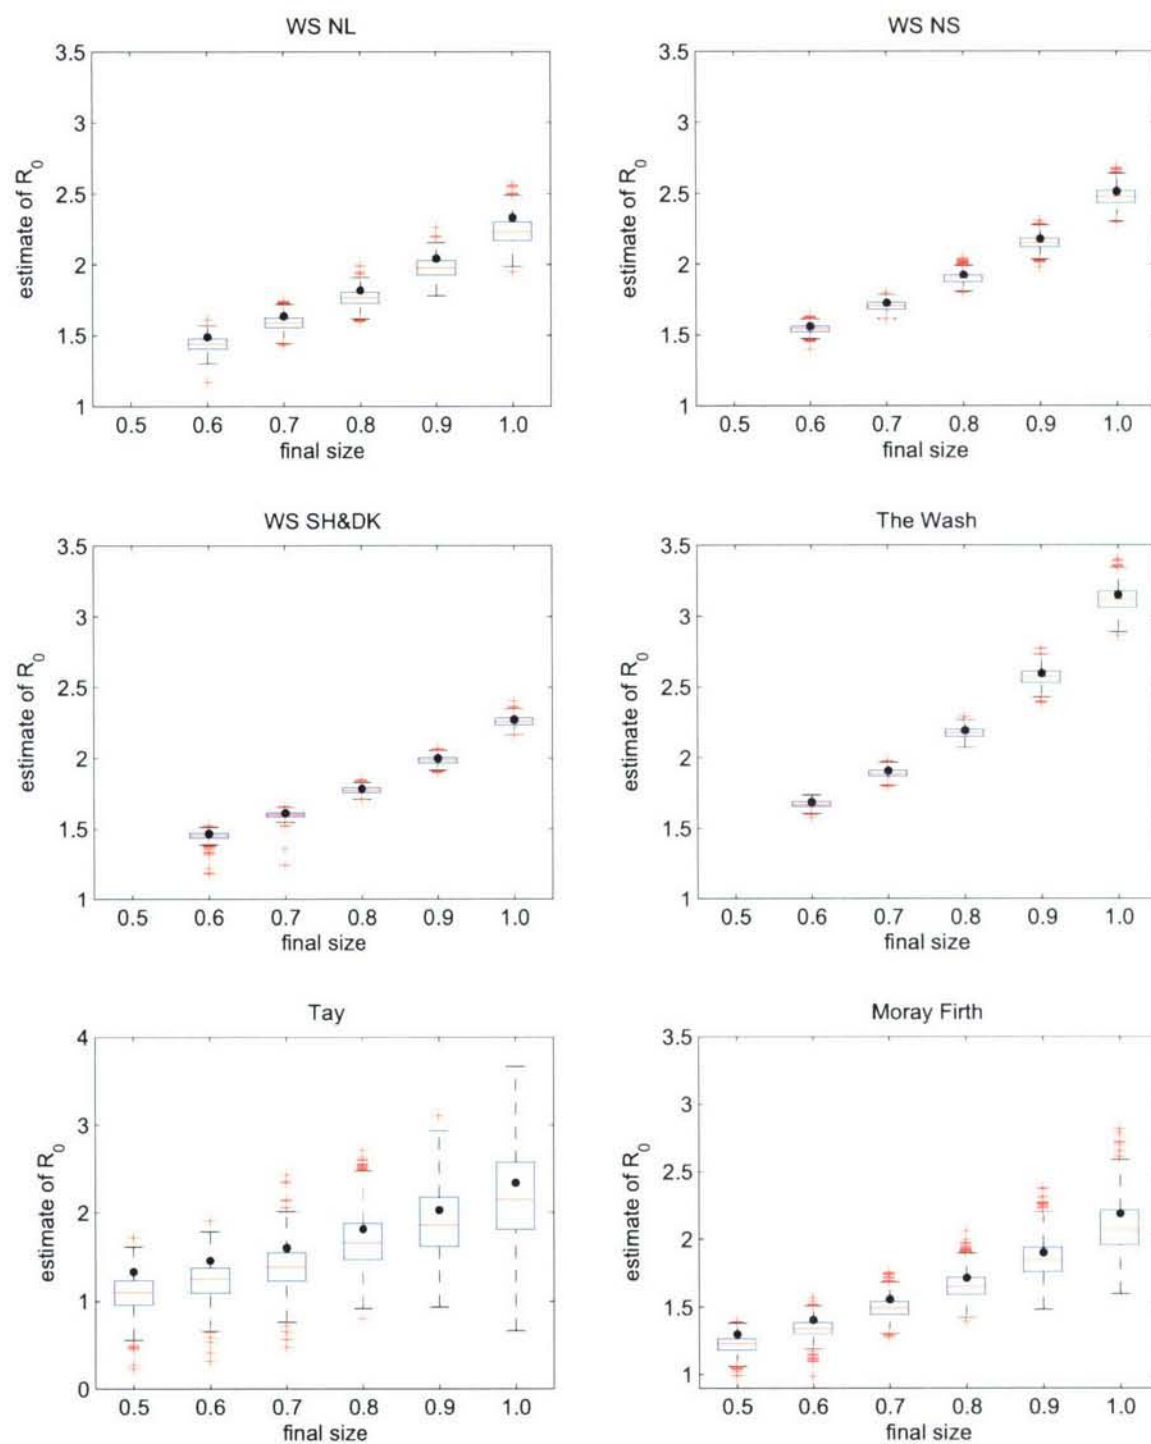 WS NL
3.5
3
2.5
2
1.5
1
estimate of R0
0.5 0.6 0.7 0.8 0.9 1.0
final size
WS NS
3.5
3
2.5
2
1.5
1
estimate of R0
0.5 0.6 0.7 0.8 0.9 1.0
final size
WS SH&DK
3.5
3
2.5
2
1.5
1
estimate of R0
0.5 0.6 0.7 0.8 0.9 1.0
final size
The Wash
3.5
3
2.5
2
1.5
1
estimate of R0
0.5 0.6 0.7 0.8 0.9 1.0
final size
Tay
4
3
2
1
0
estimate of R0
0.5 0.6 0.7 0.8 0.9 1.0
final size
Moray Firth
3.5
3
2.5
2
1.5
1
estimate of R0
0.5 0.6 0.7 0.8 0.9 1.0
final size